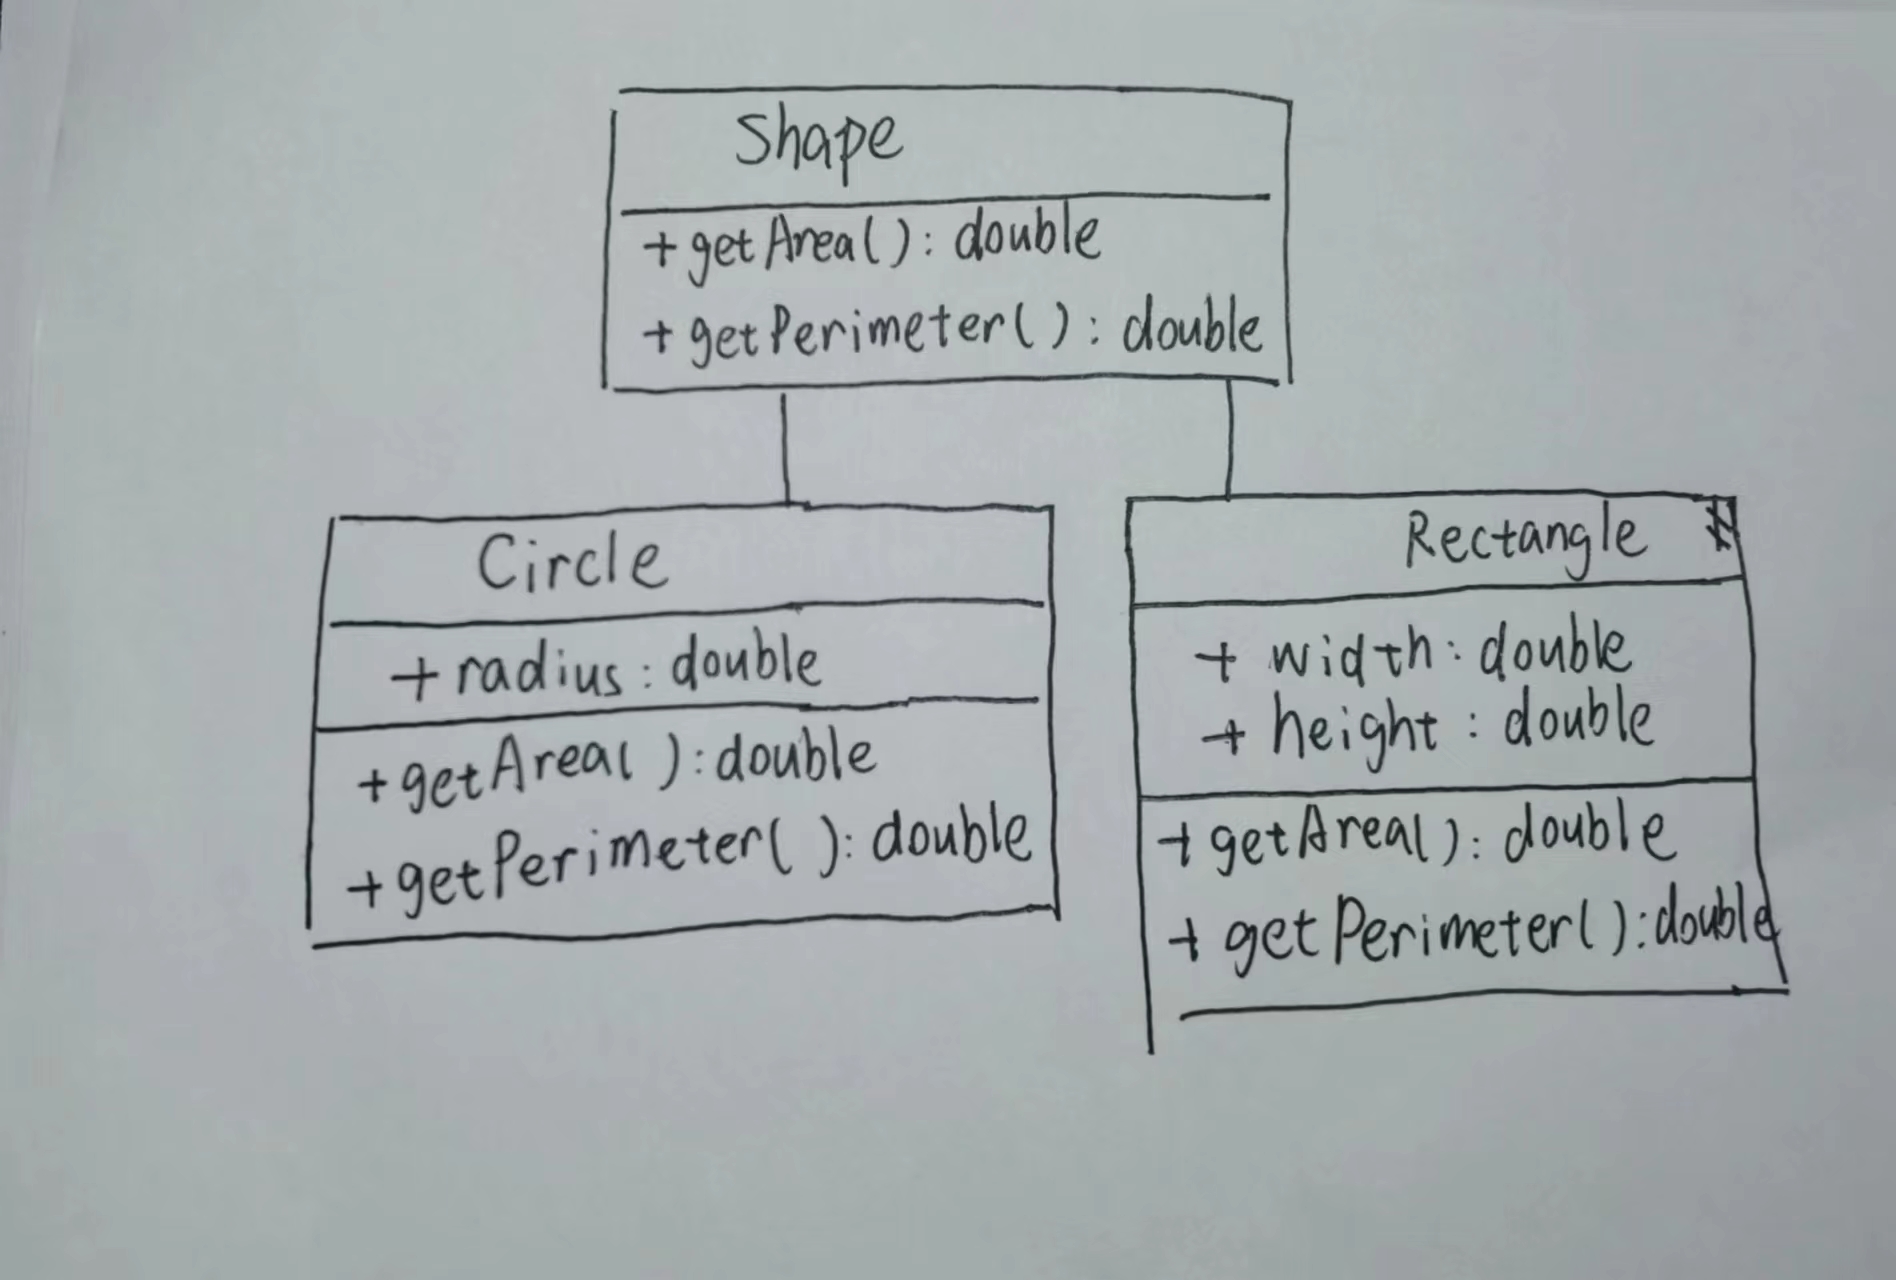 Shape
+ getArea(): double
+ getPerimeter(): double
Circle
+ radius: double
+ getArea(): double
+ getPerimeter(): double
Rectangle
+ width: double
+ height: double
+ getArea(): double
+ getPerimeter(): double